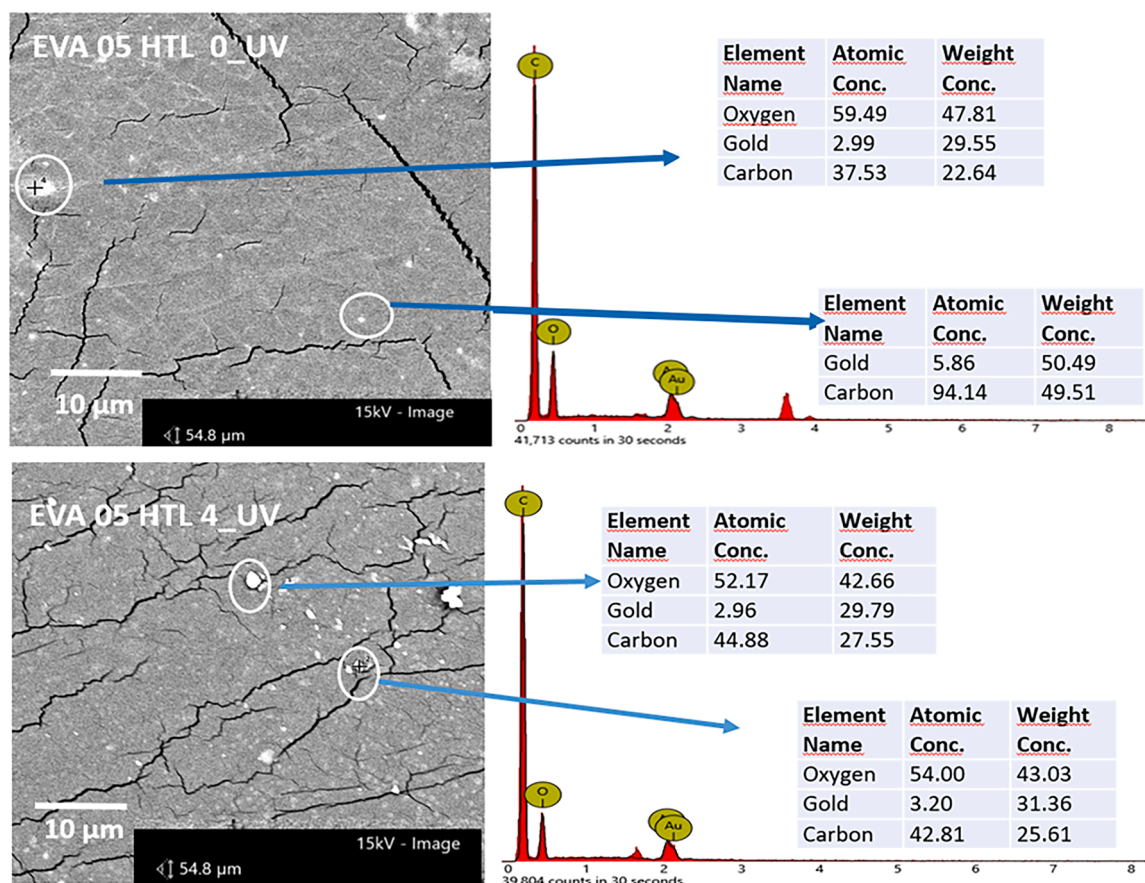 EVA 05 HTL 0_UV
4
10 µm
15kV - Image
54.8 µm
C
O
Au
0 1 2 3 4 5 6 7 8
41,713 counts in 30 seconds
Element Name Atomic Conc. Weight Conc.
Oxygen 59.49 47.81
Gold 2.99 29.55
Carbon 37.53 22.64
Element Name Atomic Conc. Weight Conc.
Gold 5.86 50.49
Carbon 94.14 49.51
EVA 05 HTL 4_UV
2
10 µm
15kV - Image
54.8 µm
C
O
Au
0 1 2 3 4 5 6 7 8
39,804 counts in 30 seconds
Element Name Atomic Conc. Weight Conc.
Oxygen 52.17 42.66
Gold 2.96 29.79
Carbon 44.88 27.55
Element Name Atomic Conc. Weight Conc.
Oxygen 54.00 43.03
Gold 3.20 31.36
Carbon 42.81 25.61